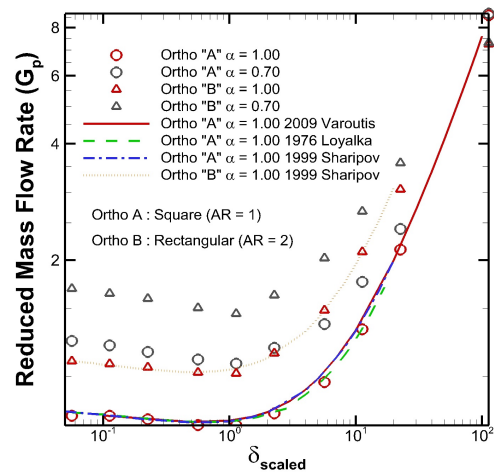 8
6
4
2
Reduced Mass Flow Rate (Gp)
Ortho "A" α = 1.00
Ortho "A" α = 0.70
Ortho "B" α = 1.00
Ortho "B" α = 0.70
Ortho "A" α = 1.00 2009 Varoutis
Ortho "A" α = 1.00 1976 Loyalka
Ortho "A" α = 1.00 1999 Sharipov
Ortho "B" α = 1.00 1999 Sharipov
Ortho A : Square (AR = 1)
Ortho B : Rectangular (AR = 2)
10⁻¹ 10⁰ 10¹ 10²
δscaled